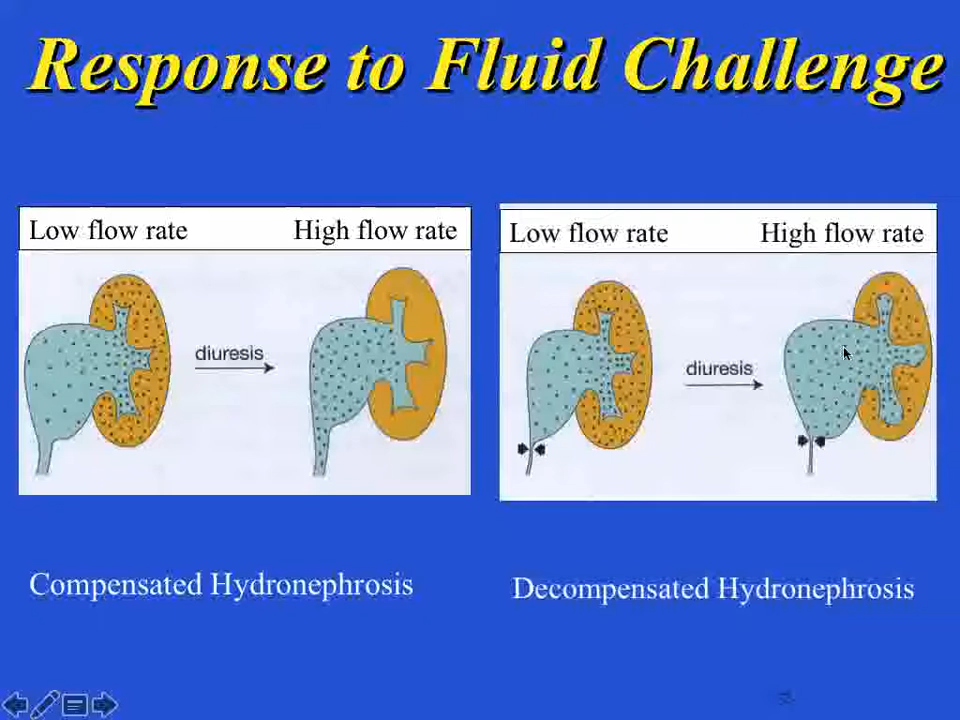 Response to Fluid Challenge
Low flow rate
High flow rate
diuresis
Compensated Hydronephrosis
Low flow rate
High flow rate
diuresis
Decompensated Hydronephrosis